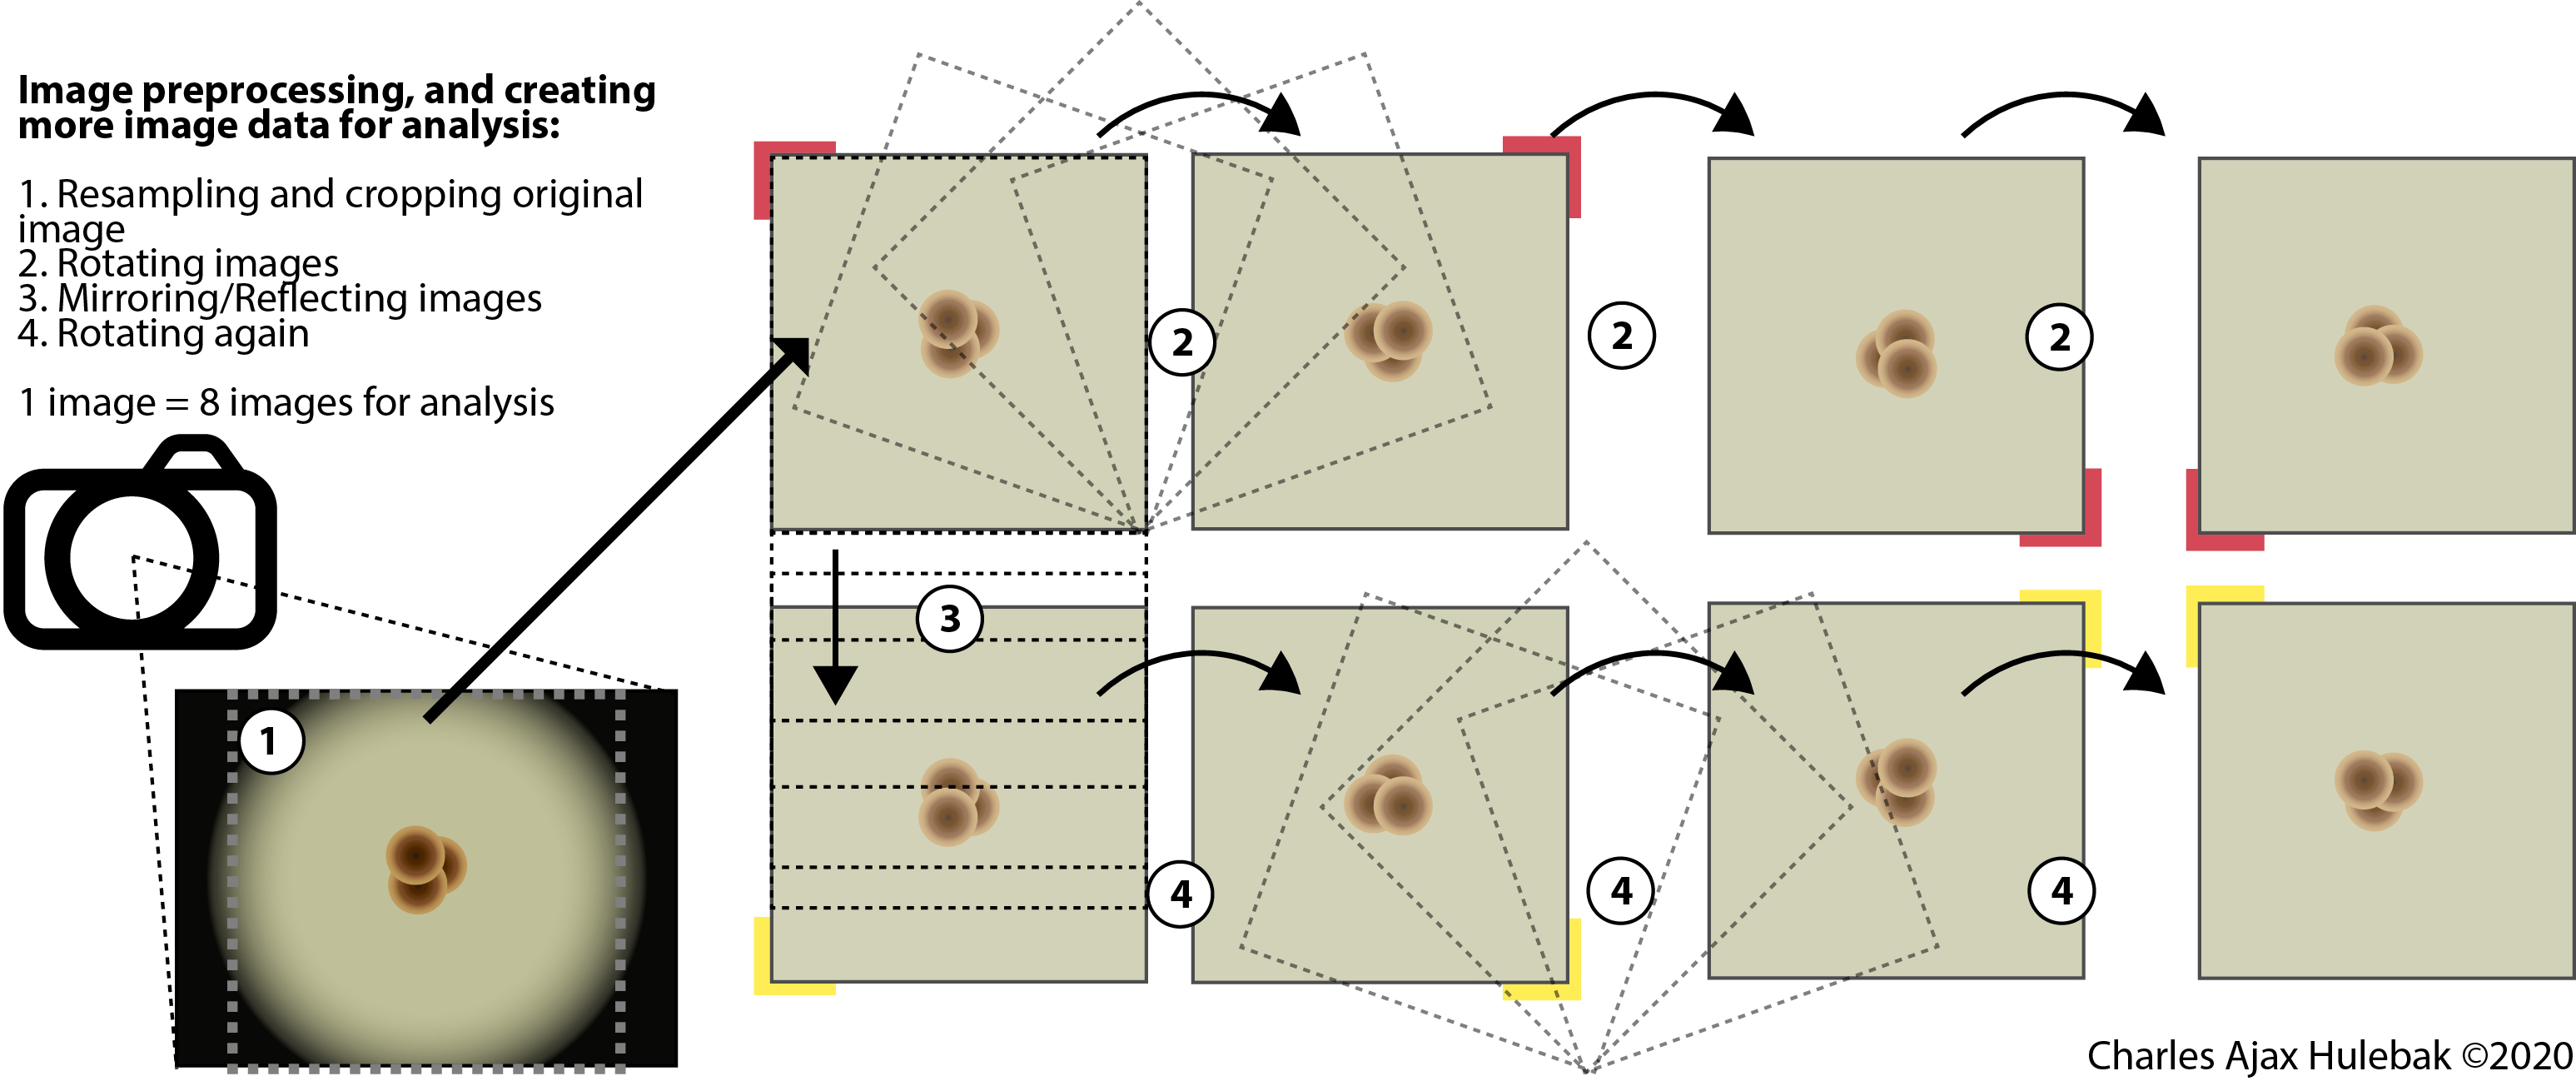 Image preprocessing, and creating
more image data for analysis:
1. Resampling and cropping original
image
2. Rotating images
3. Mirroring/Reflecting images
4. Rotating again
1 image = 8 images for analysis
2
2
2
3
1
4
4
4
Charles Ajax Hulebak ©2020